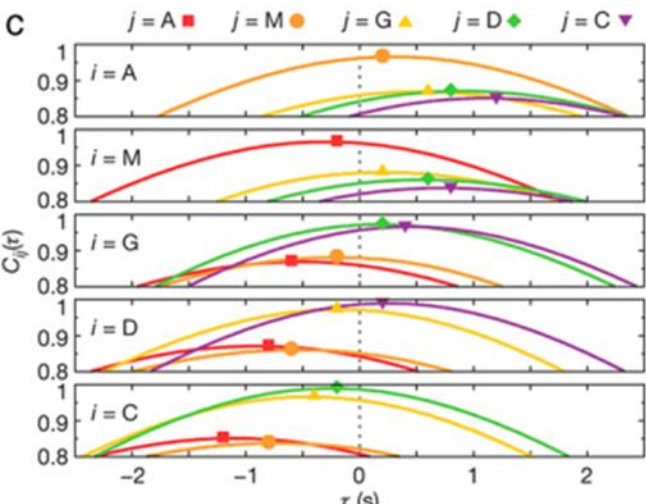 C
j = A j = M j = G j = D j = C
1
i = A
0.9
0.8
1
i = M
0.9
0.8
1
i = G
0.9
0.8
1
i = D
0.9
0.8
1
i = C
0.9
0.8
C_ij(τ)
−2 −1 0 1 2
τ (s)